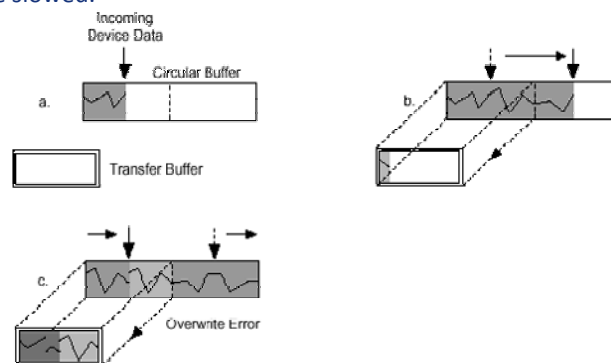 Incoming
Device Data
Circular Buffer
a.
b.
Transfer Buffer
c.
Overwrite Error